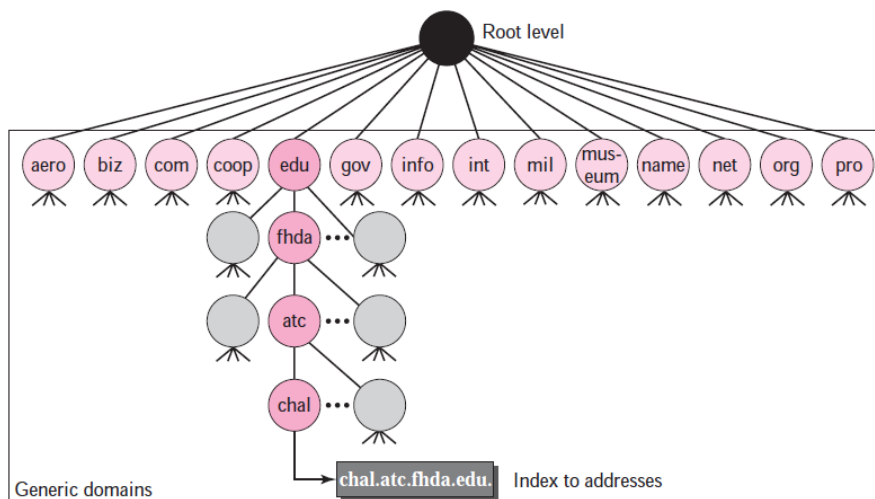 Root level
aero biz com coop edu gov info int mil mus-
eum name net org pro
fhda
atc
chal
chal.atc.fhda.edu. Index to addresses
Generic domains